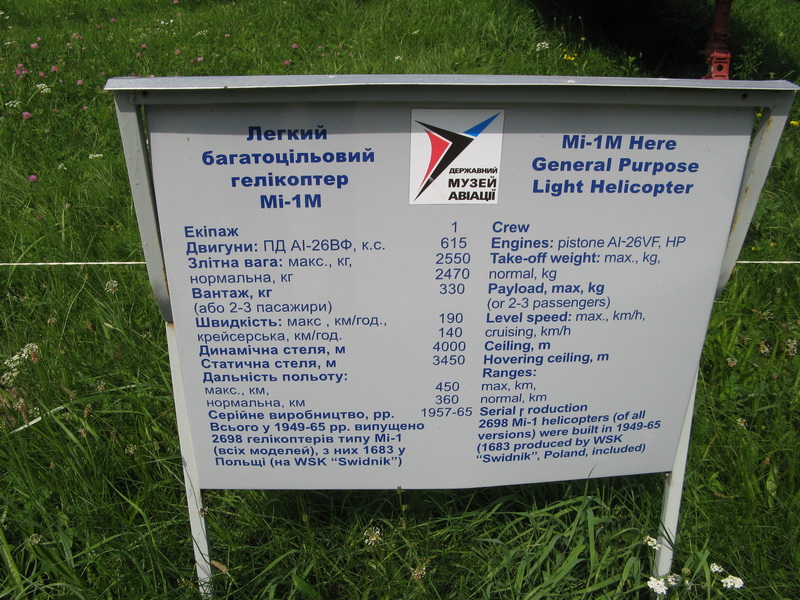 Легкий
багатоцільовий
гелікоптер
Мі-1М
ДЕРЖАВНИЙ
МУЗЕЙ
АВІАЦІЇ
Mi-1M Here
General Purpose
Light Helicopter
Екіпаж 1 Crew
Двигуни: ПД АІ-26ВФ, к.с. 615 Engines: pistone AI-26VF, HP
Злітна вага: макс., кг, 2550 Take-off weight: max., kg,
нормальна, кг 2470 normal, kg
Вантаж, кг 330 Payload, max, kg
(або 2-3 пасажири) (or 2-3 passengers)
Швидкість: макс , км/год., 190 Level speed: max., km/h,
крейсерська, км/год. 140 cruising, km/h
Динамічна стеля, м 4000 Ceiling, m
Статична стеля, м 3450 Hovering ceiling, m
Дальність польоту: Ranges:
макс., км, 450 max, km,
нормальна, км 360 normal, km
Серійне виробництво, рр. 1957-65 Serial roduction
Всього у 1949-65 рр. випущено
2698 гелікоптерів типу Мі-1
(всіх моделей), з них 1683 у
Польщі (на WSK "Swidnik")
2698 Mi-1 helicopters (of all
versions) were built in 1949-65
(1683 produced by WSK
"Swidnik", Poland, included)